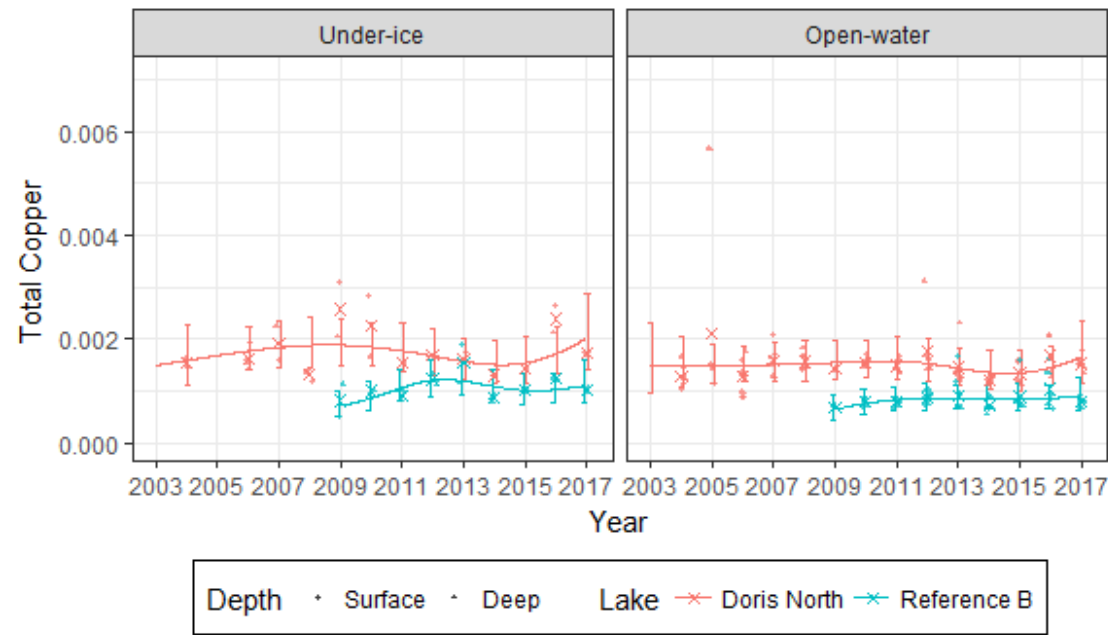 Under-ice Open-water
Total Copper
0.006
0.004
0.002
0.000
2003 2005 2007 2009 2011 2013 2015 2017 2003 2005 2007 2009 2011 2013 2015 2017
Year
Depth Surface Deep Lake Doris North Reference B